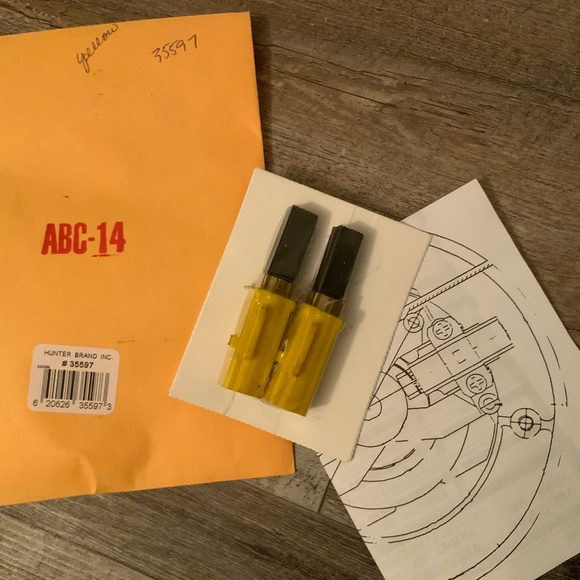 yellow
35597
ABC-14
HUNTER BRAND INC.
# 35597
6 20626 35597 3